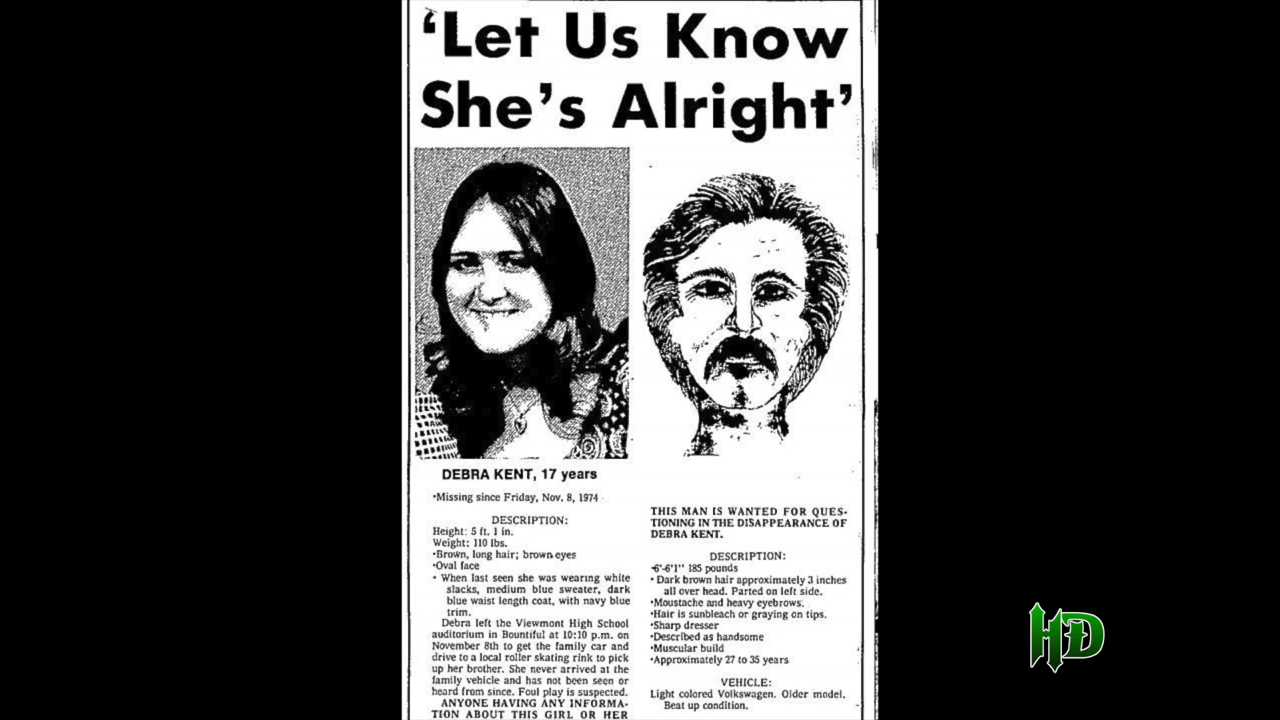 ‘Let Us Know
She’s Alright’
DEBRA KENT, 17 years
•Missing since Friday, Nov. 8, 1974
DESCRIPTION:
Height: 5 ft. 1 in.
Weight: 110 lbs.
•Brown, long hair; brown eyes
•Oval face
• When last seen she was wearing white
slacks, medium blue sweater, dark
blue waist length coat, with navy blue
trim.
Debra left the Viewmont High School
auditorium in Bountiful at 10:10 p.m. on
November 8th to get the family car and
drive to a local roller skating rink to pick
up her brother. She never arrived at the
family vehicle and has not been seen or
heard from since. Foul play is suspected.
ANYONE HAVING ANY INFORMA-
TION ABOUT THIS GIRL OR HER
THIS MAN IS WANTED FOR QUES-
TIONING IN THE DISAPPEARANCE OF
DEBRA KENT.
DESCRIPTION:
•6'-6'1" 185 pounds
• Dark brown hair approximately 3 inches
all over head. Parted on left side.
•Moustache and heavy eyebrows.
•Hair is sunbleach or graying on tips.
•Sharp dresser
•Described as handsome
•Muscular build
•Approximately 27 to 35 years
VEHICLE:
Light colored Volkswagen. Older model.
Beat up condition.
HD